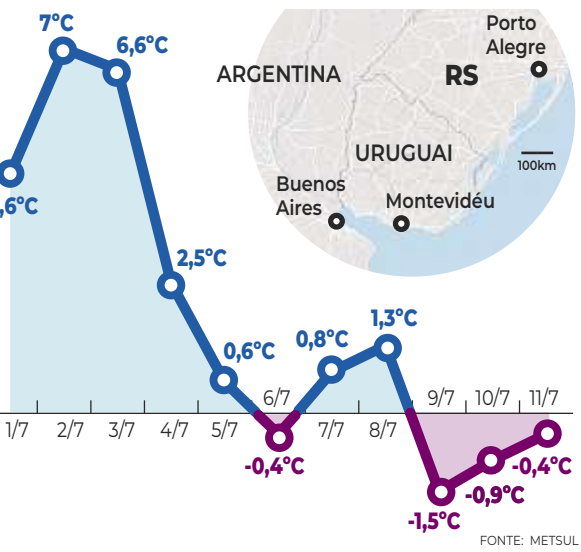 7°C
6,6°C
,6°C
2,5°C
0,6°C
-0,4°C
0,8°C
1,3°C
-1,5°C
-0,9°C
-0,4°C
1/7
2/7
3/7
4/7
5/7
6/7
7/7
8/7
9/7
10/7
11/7
Porto
Alegre
ARGENTINA
RS
URUGUAI
100km
Buenos
Aires
Montevidéu
FONTE: METSUL